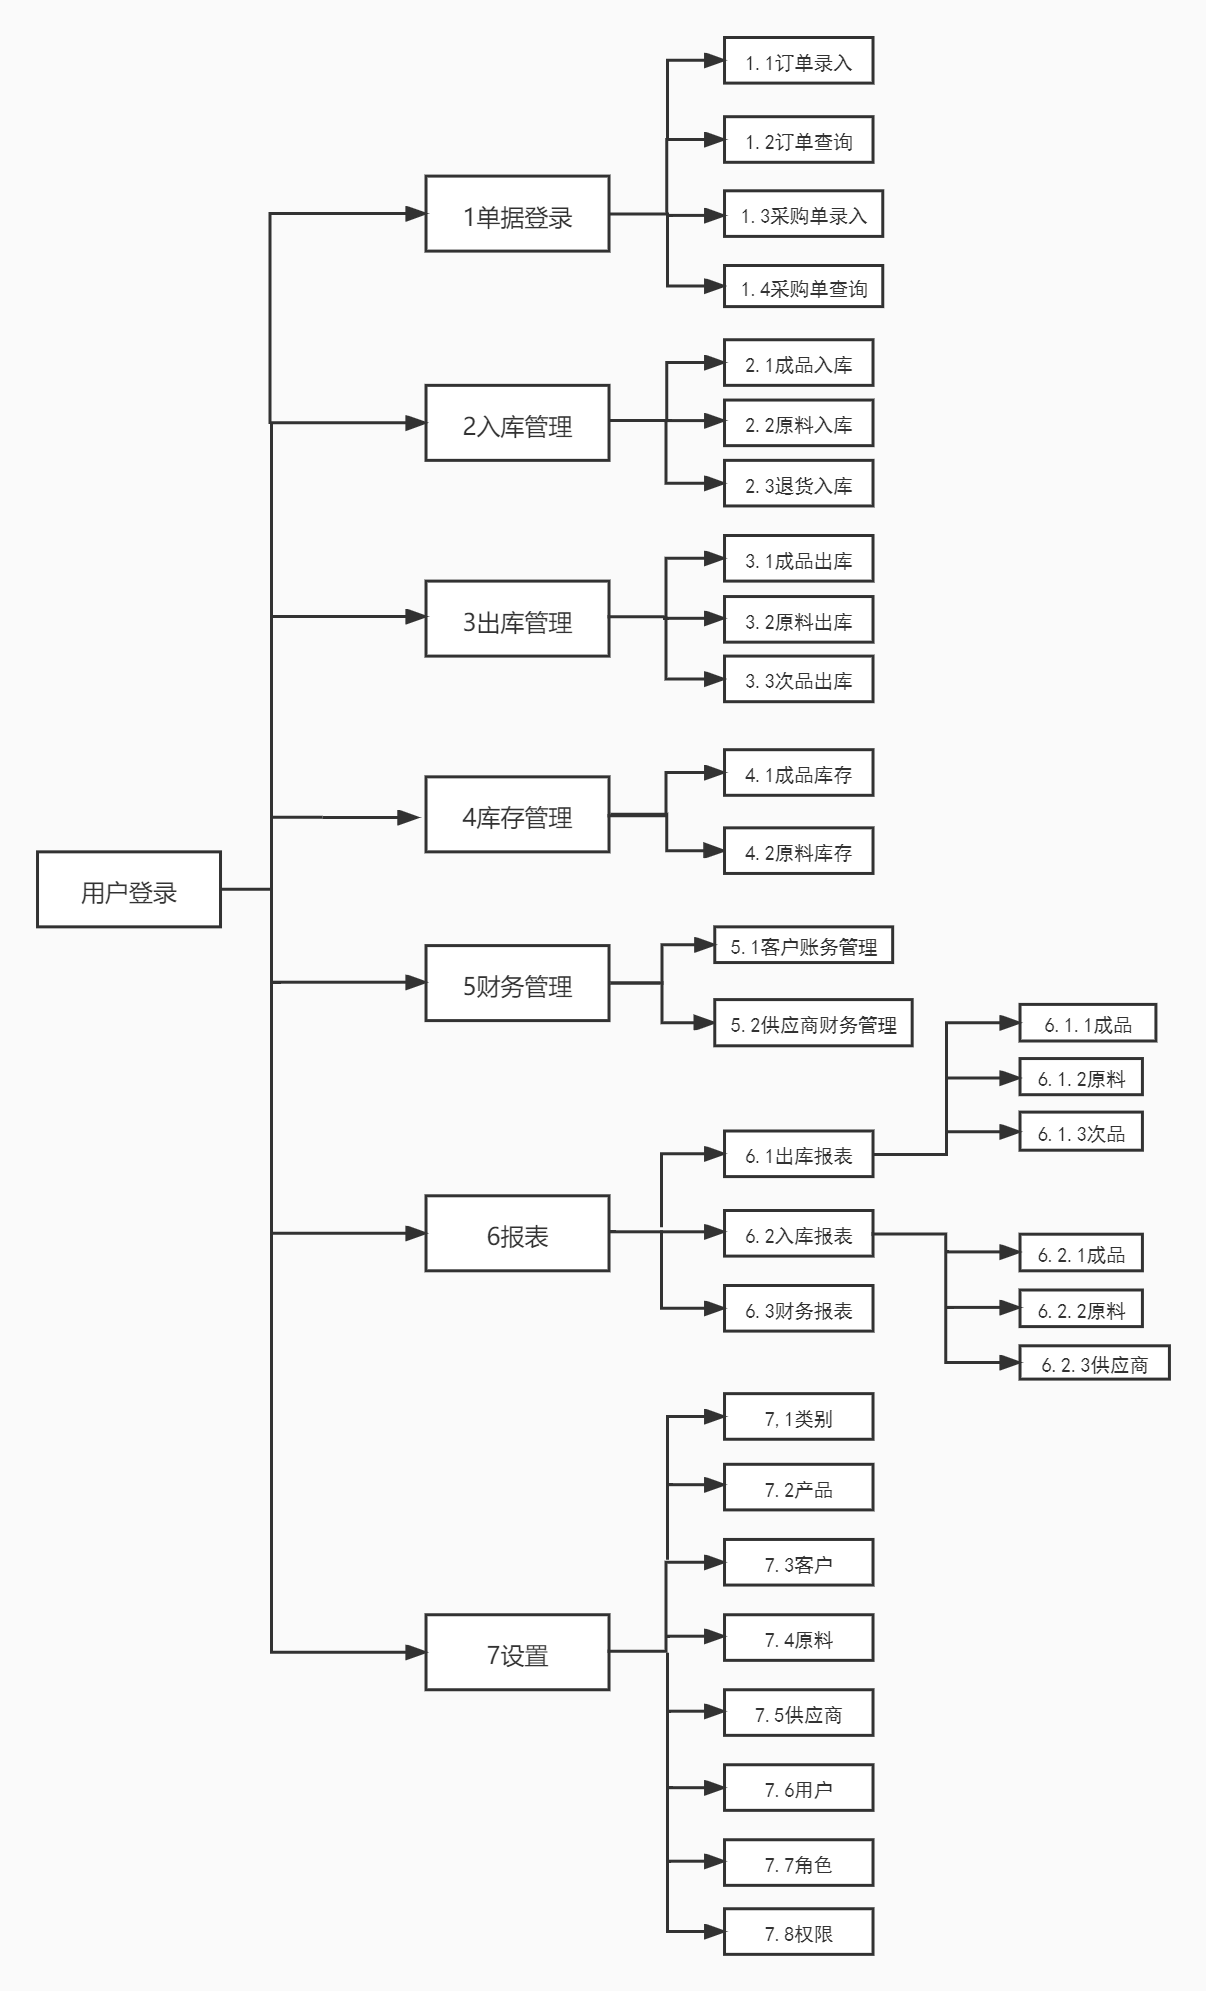 用户登录
1单据登录
1.1订单录入
1.2订单查询
1.3采购单录入
1.4采购单查询
2入库管理
2.1成品入库
2.2原料入库
2.3退货入库
3出库管理
3.1成品出库
3.2原料出库
3.3次品出库
4库存管理
4.1成品库存
4.2原料库存
5财务管理
5.1客户账务管理
5.2供应商财务管理
6报表
6.1出库报表
6.1.1成品
6.1.2原料
6.1.3次品
6.2入库报表
6.2.1成品
6.2.2原料
6.2.3供应商
6.3财务报表
7设置
7,1类别
7.2产品
7.3客户
7.4原料
7.5供应商
7.6用户
7.7角色
7.8权限